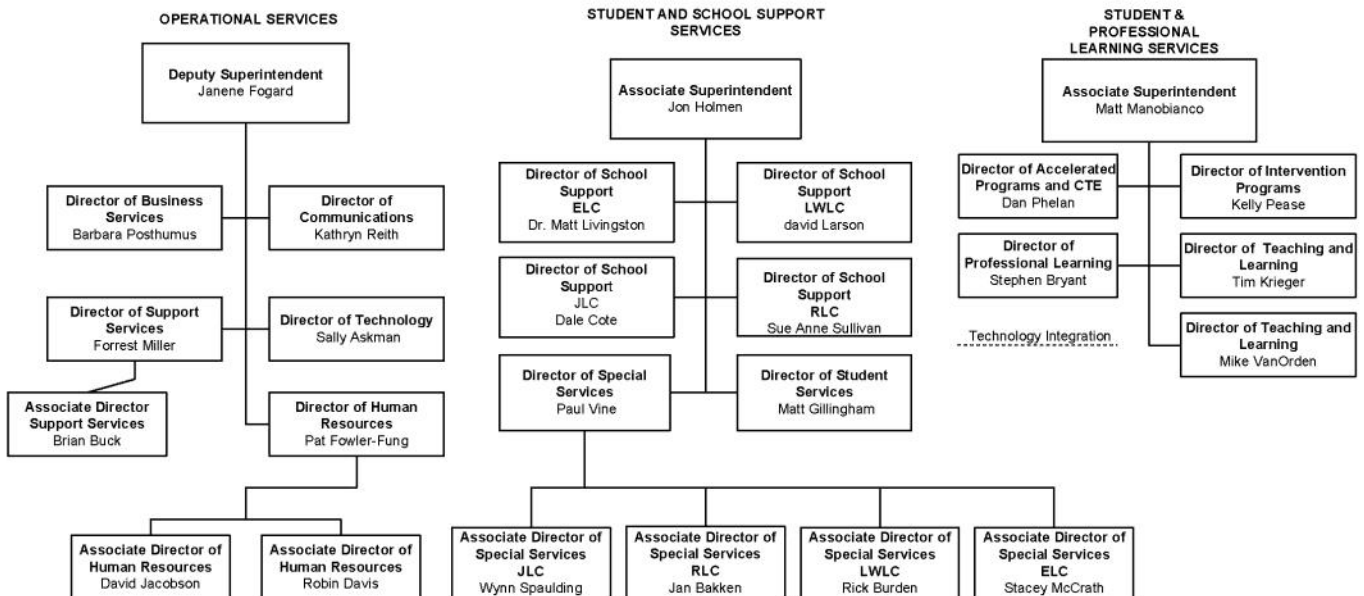 OPERATIONAL SERVICES
Deputy Superintendent
Janene Fogard
Director of Business
Services
Barbara Posthumus
Director of
Communications
Kathryn Reith
Director of Support
Services
Forrest Miller
Director of Technology
Sally Askman
Associate Director
Support Services
Brian Buck
Director of Human
Resources
Pat Fowler-Fung
Associate Director of
Human Resources
David Jacobson
Associate Director of
Human Resources
Robin Davis
STUDENT AND SCHOOL SUPPORT
SERVICES
Associate Superintendent
Jon Holmen
Director of School
Support
ELC
Dr. Matt Livingston
Director of School
Support
LWLC
david Larson
Director of School
Support
JLC
Dale Cote
Director of School
Support
RLC
Sue Anne Sullivan
Director of Special
Services
Paul Vine
Director of Student
Services
Matt Gillingham
Associate Director of
Special Services
JLC
Wynn Spaulding
Associate Director of
Special Services
RLC
Jan Bakken
Associate Director of
Special Services
LWLC
Rick Burden
Associate Director of
Special Services
ELC
Stacey McCrath
STUDENT &
PROFESSIONAL
LEARNING SERVICES
Associate Superintendent
Matt Manobianco
Director of Accelerated
Programs and CTE
Dan Phelan
Director of Intervention
Programs
Kelly Pease
Director of
Professional Learning
Stephen Bryant
Director of Teaching and
Learning
Tim Krieger
Technology Integration
Director of Teaching and
Learning
Mike VanOrden